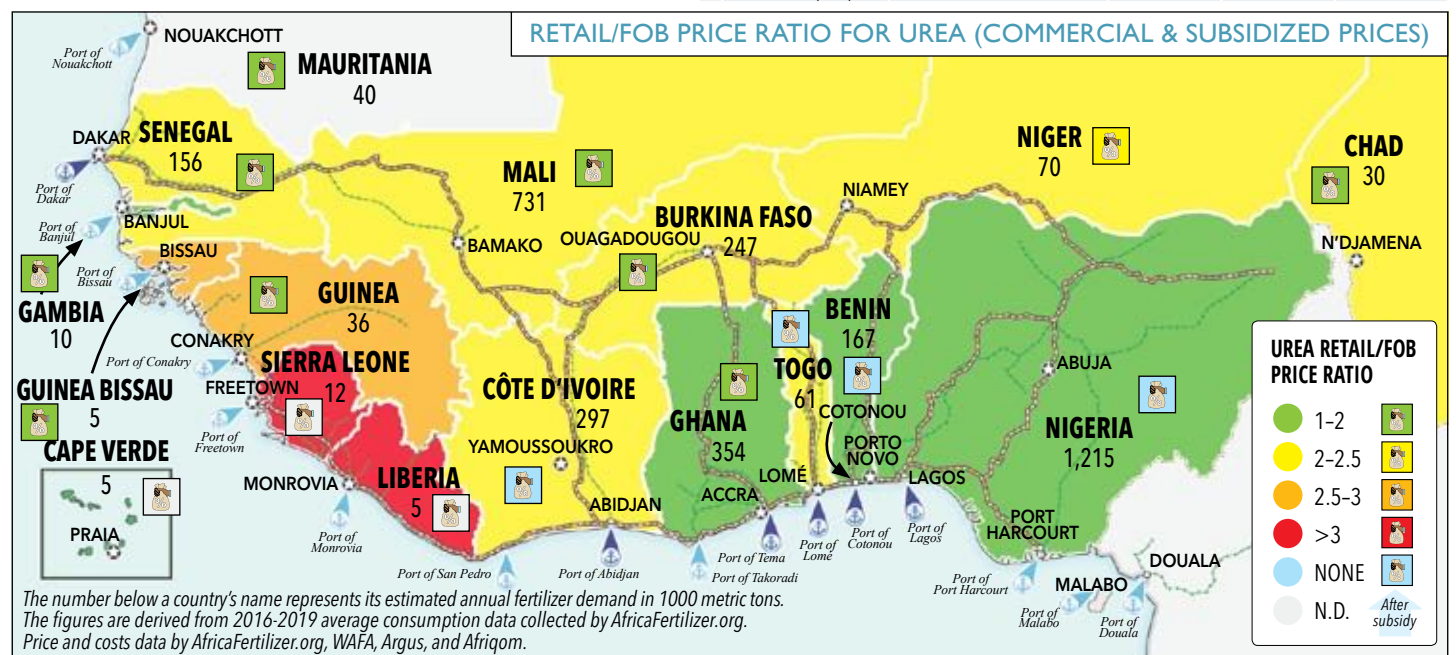 RETAIL/FOB PRICE RATIO FOR UREA (COMMERCIAL & SUBSIDIZED PRICES)
NOUAKCHOTT
Port of
Nouakchott
MAURITANIA
40
DAKAR
SENEGAL
156
Port of
Dakar
MALI
731
NIGER
70
CHAD
30
NIAMEY
BURKINA FASO
247
OUAGADOUGOU
BAMAKO
BANJUL
Port of
Banjul
BISSAU
Port of
Bissau
N'DJAMENA
GAMBIA
10
GUINEA
36
BENIN
167
CONAKRY
Port of Conakry
SIERRA LEONE
12
FREETOWN
Port of
Freetown
GUINEA BISSAU
5
CÔTE D'IVOIRE
297
YAMOUSSOUKRO
TOGO
61
COTONOU
ABUJA
GHANA
354
PORTO
NOVO
NIGERIA
1,215
CAPE VERDE
5
PRAIA
MONROVIA
LIBERIA
5
Port of
Monrovia
ABIDJAN
ACCRA
LOMÉ
LAGOS
PORT
HARCOURT
Port of San Pedro
Port of Abidjan
Port of Tema
Port of Takoradi
Port of
Lomé
Port of
Cotonou
Port of
Lagos
Port of
Port Harcourt
MALABO
Port of
Malabo
DOUALA
Port of
Douala
UREA RETAIL/FOB
PRICE RATIO
1–2
2–2.5
2.5–3
>3
NONE
N.D.
After
subsidy
The number below a country's name represents its estimated annual fertilizer demand in 1000 metric tons.
The figures are derived from 2016-2019 average consumption data collected by AfricaFertilizer.org.
Price and costs data by AfricaFertilizer.org, WAFA, Argus, and Afriqom.